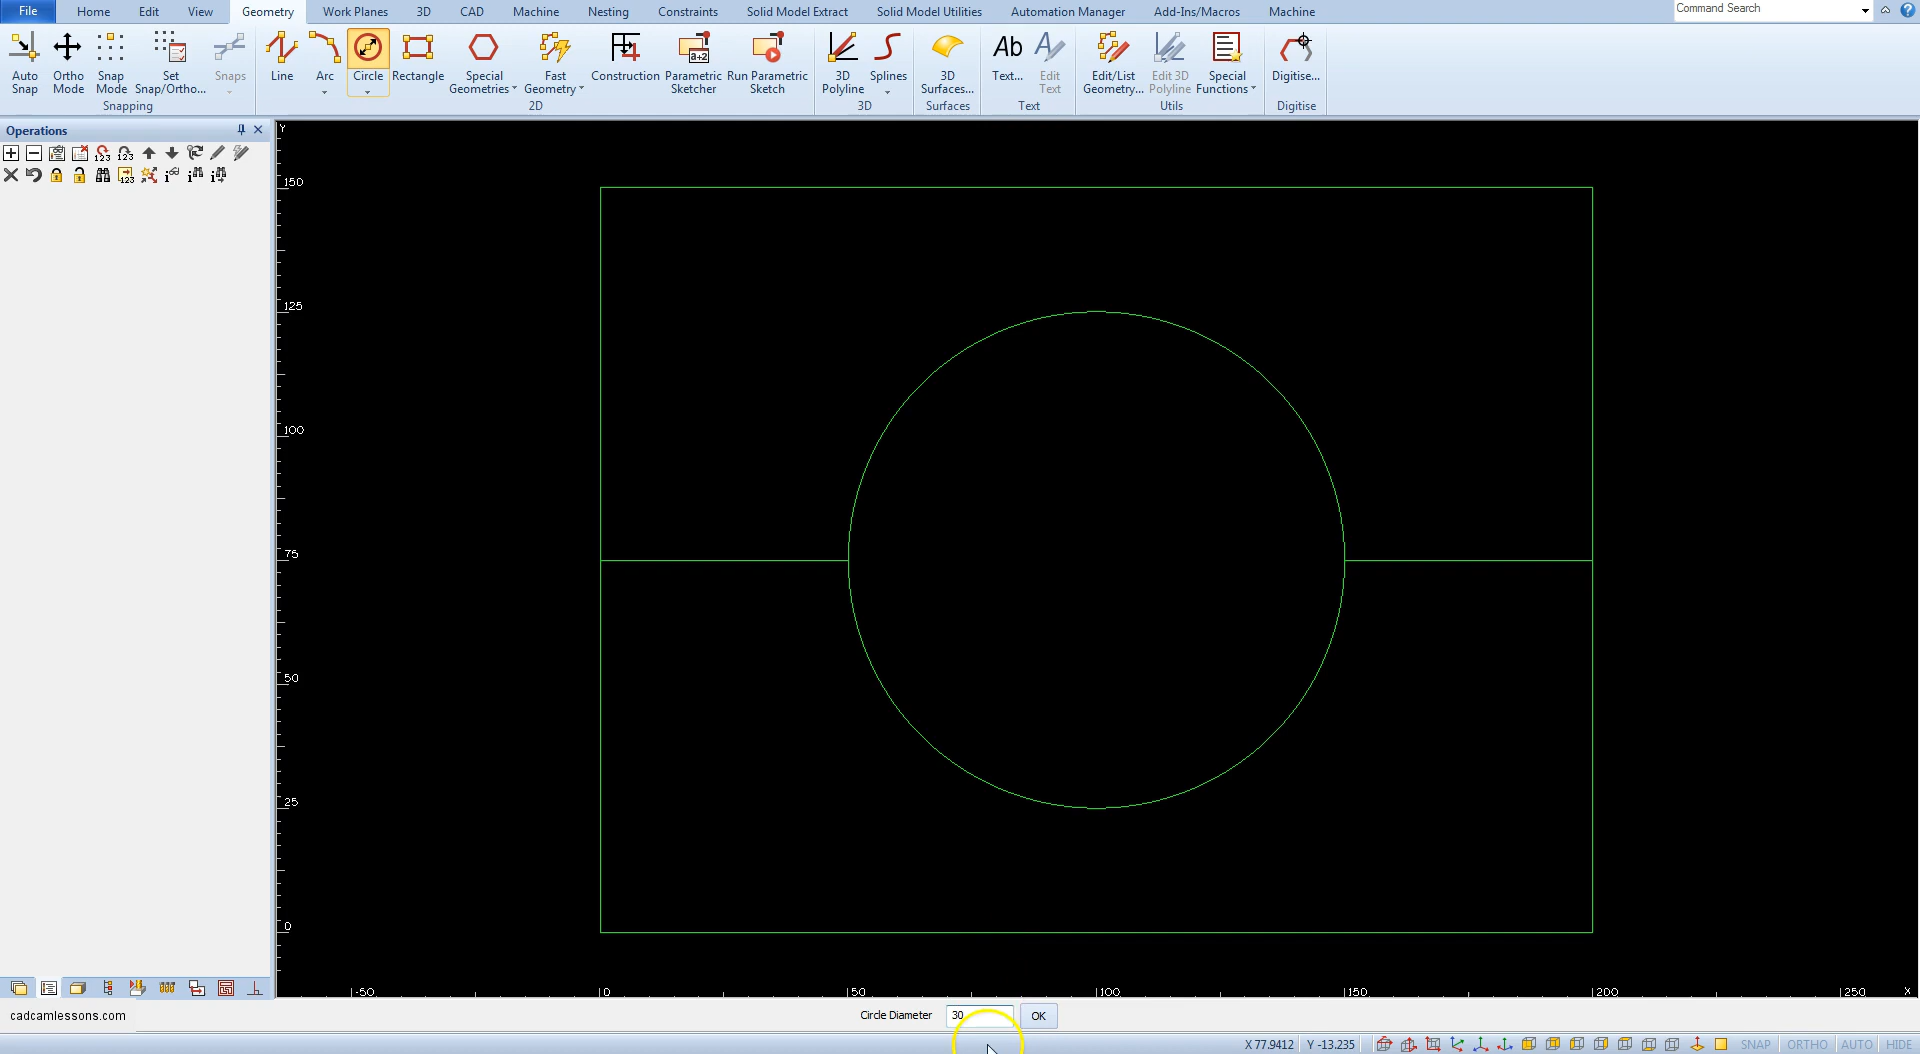 File Home Edit View Geometry Work Planes 3D CAD Machine Nesting Constraints Solid Model Extract Solid Model Utilities Automation Manager Add-Ins/Macros Machine Command Search
Auto Snap
Ortho Mode
Snap Mode
Set Snap/Ortho...
Snaps
Line
Arc
Circle
Rectangle
Special Geometries
Fast Geometry
Construction
Parametric Sketcher
Run Parametric Sketch
3D Polyline
Splines
3D Surfaces...
Ab
Text...
Edit Text
Edit/List Geometry...
Edit 3D Polyline
Special Functions
Digitise...
Snapping 2D 3D Surfaces Text Utils Digitise
Operations
Y
150
125
100
75
50
25
0
-50 0 50 100 150 200 250 X
cadcamlessons.com Circle Diameter 30 OK
X 77.9412 Y -13.235 SNAP ORTHO AUTO HIDE